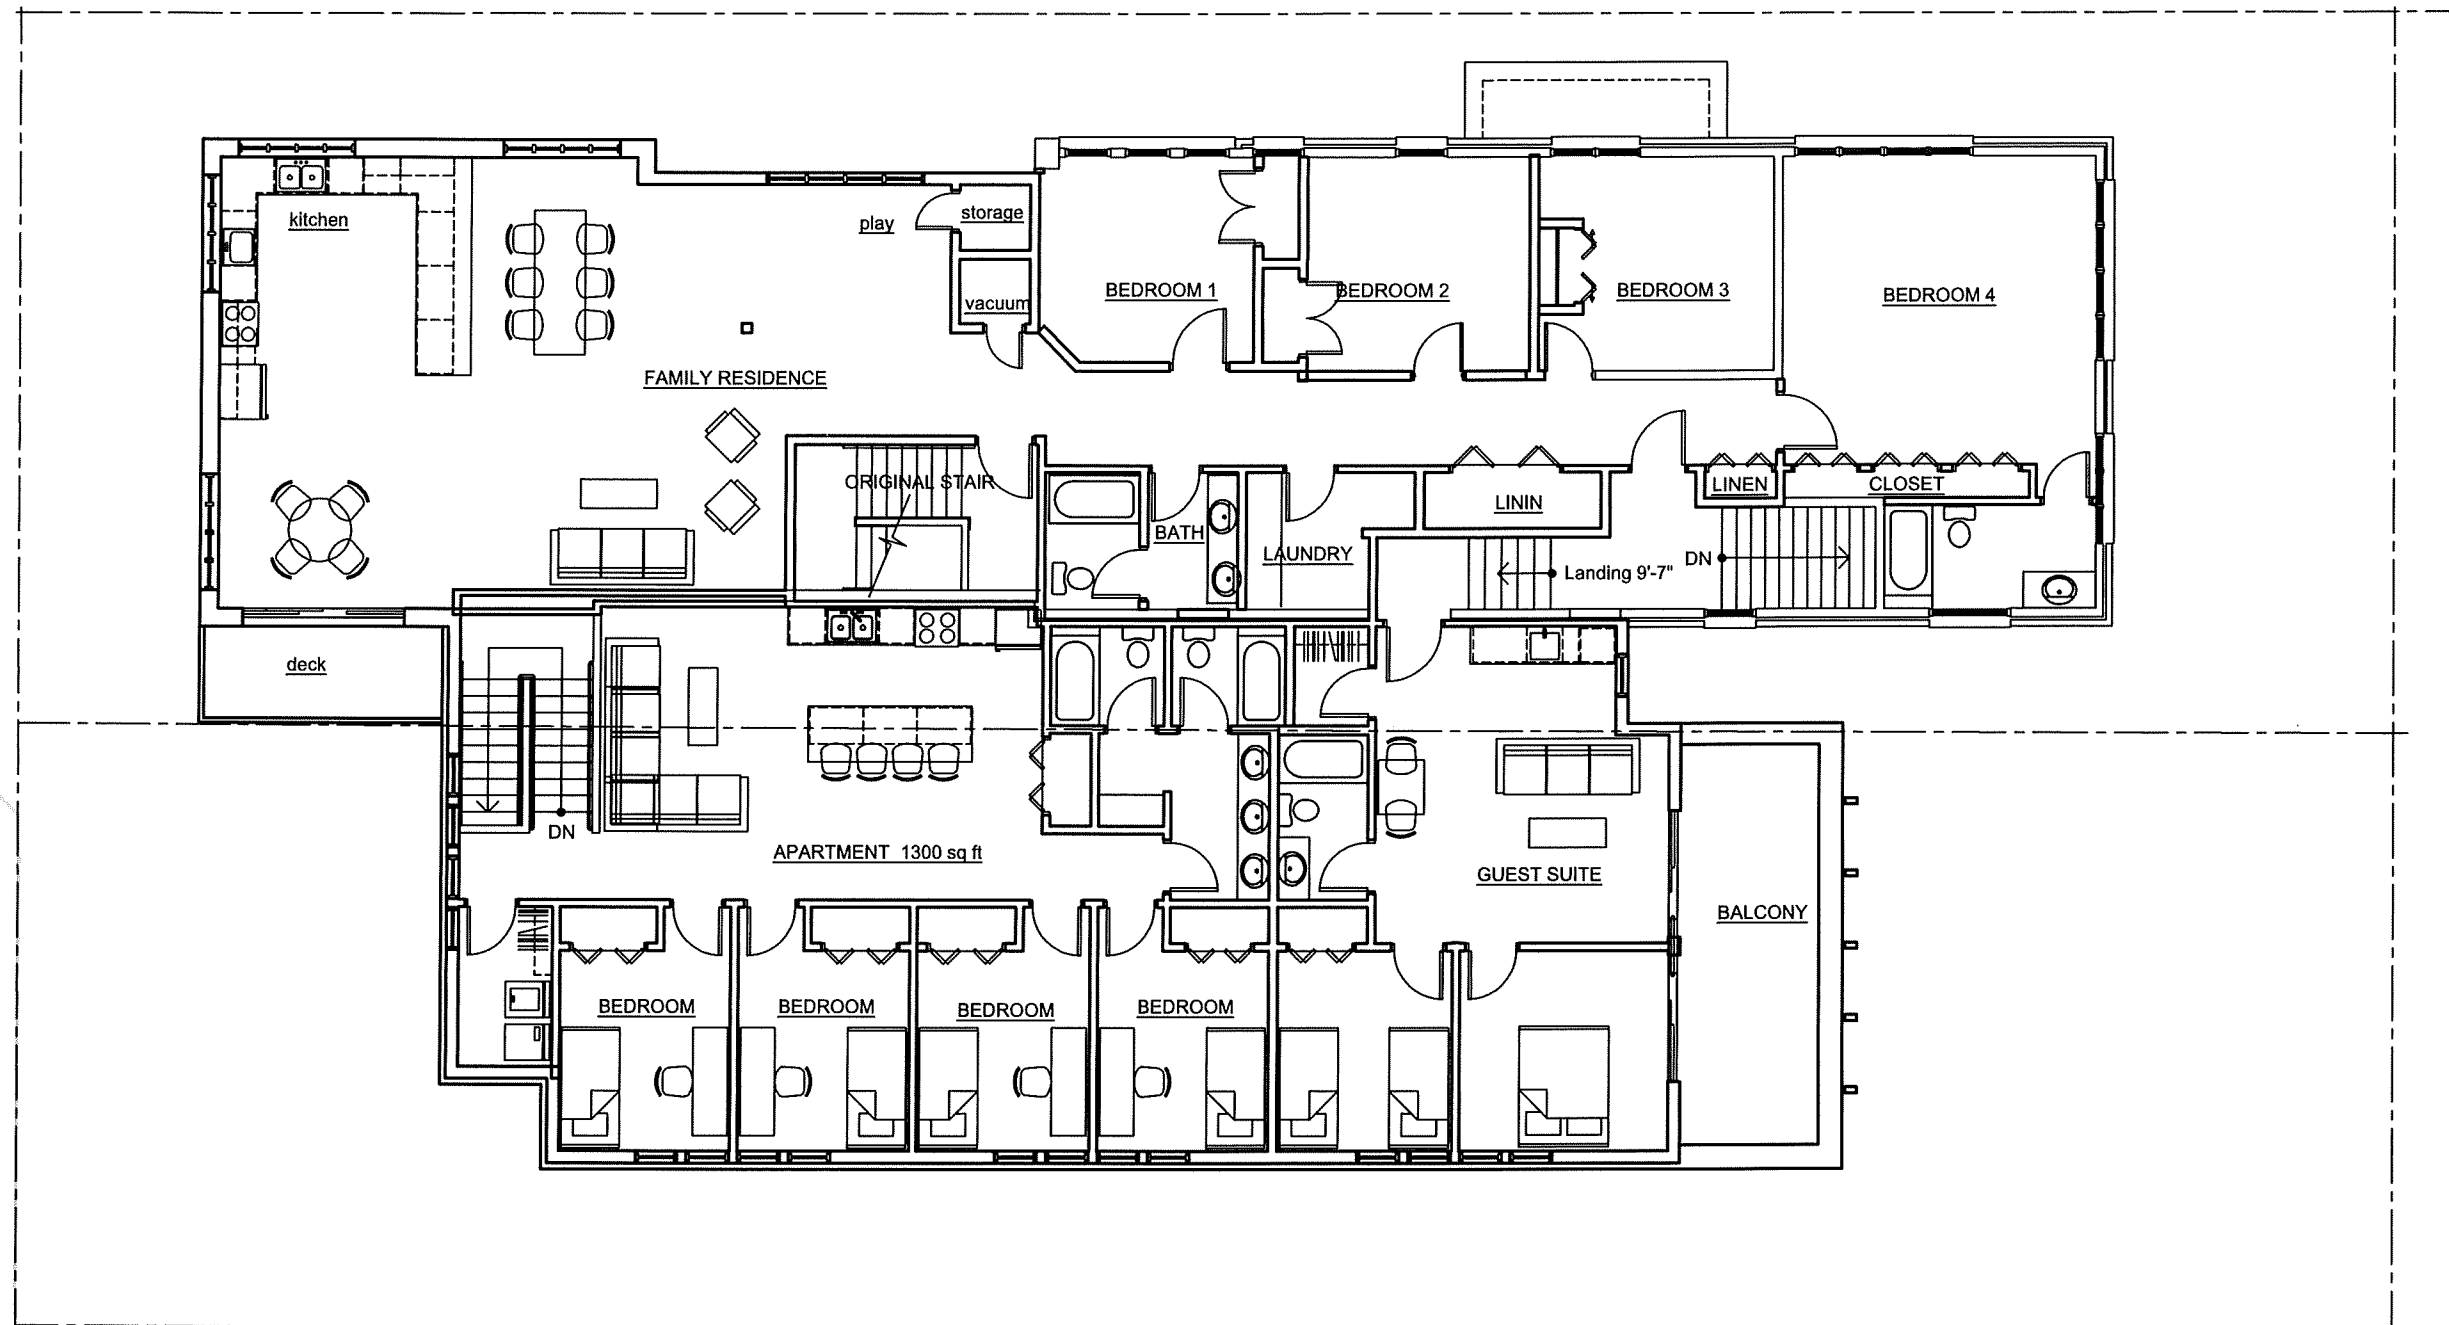 kitchen
play
storage
vacuum
BEDROOM 1
BEDROOM 2
BEDROOM 3
BEDROOM 4
FAMILY RESIDENCE
ORIGINAL STAIR
BATH
LAUNDRY
LININ
LINEN
CLOSET
Landing 9'-7"
DN
deck
DN
APARTMENT 1300 sq ft
GUEST SUITE
BALCONY
BEDROOM
BEDROOM
BEDROOM
BEDROOM